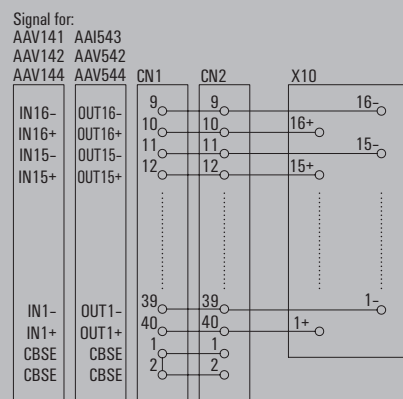 Signal for:
AAV141 AAI543
AAV142 AAV542
AAV144 AAV544 CN1 CN2 X10
IN16– OUT16– 9 9 16–
IN16+ OUT16+ 10 10 16+
IN15– OUT15– 11 11 15–
IN15+ OUT15+ 12 12 15+
IN1– OUT1– 39 39 1–
IN1+ OUT1+ 40 40 1+
CBSE CBSE 1 1
CBSE CBSE 2 2